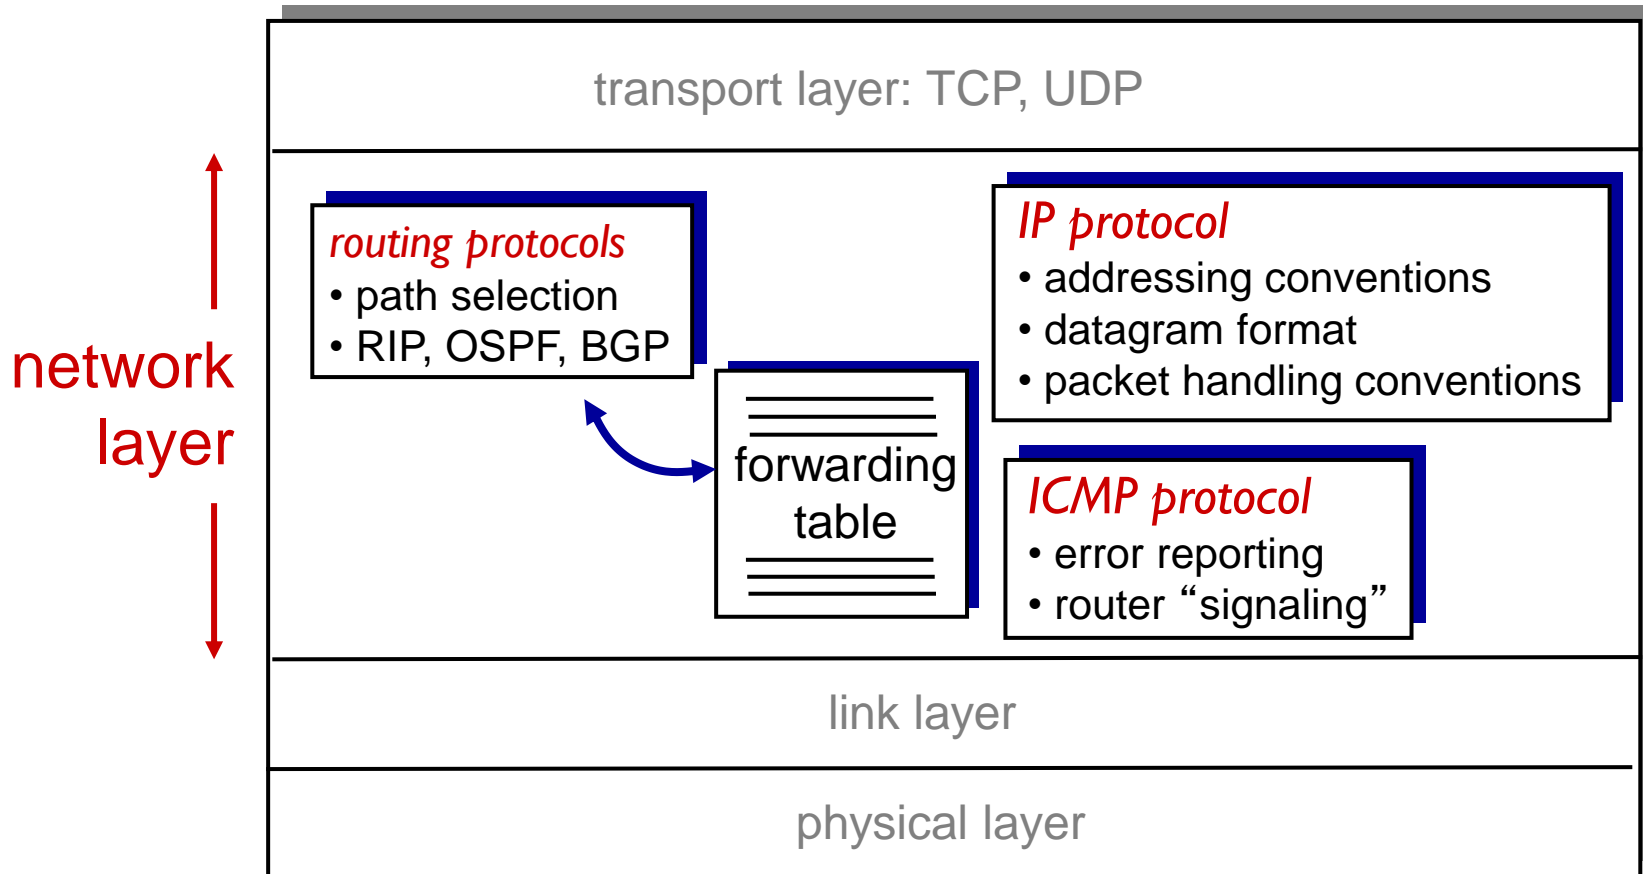 transport layer: TCP, UDP
network
layer
routing protocols
• path selection
• RIP, OSPF, BGP
forwarding
table
IP protocol
• addressing conventions
• datagram format
• packet handling conventions
ICMP protocol
• error reporting
• router “signaling”
link layer
physical layer